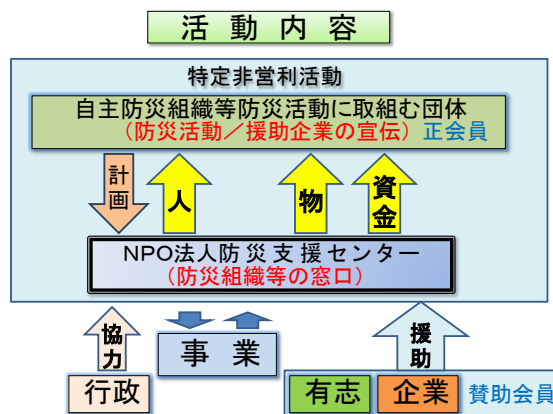 活動内容
特定非営利活動
自主防災組織等防災活動に取組む団体
（防災活動／援助企業の宣伝）正会員
計画
人
物
資金
NPO法人防災支援センター
（防災組織等の窓口）
協力
事業
援助
行政
有志
企業
賛助会員